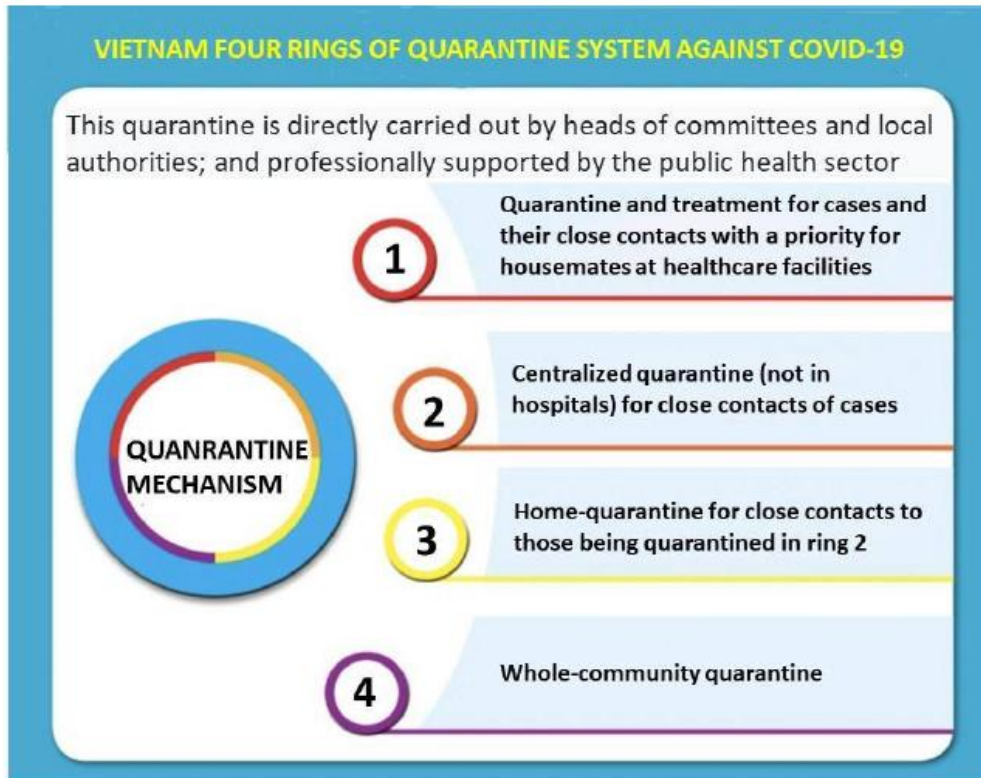 VIETNAM FOUR RINGS OF QUARANTINE SYSTEM AGAINST COVID-19
This quarantine is directly carried out by heads of committees and local
authorities; and professionally supported by the public health sector
1
Quarantine and treatment for cases and
their close contacts with a priority for
housemates at healthcare facilities
2
Centralized quarantine (not in
hospitals) for close contacts of cases
QUANRANTINE
MECHANISM
3
Home-quarantine for close contacts to
those being quarantined in ring 2
4
Whole-community quarantine